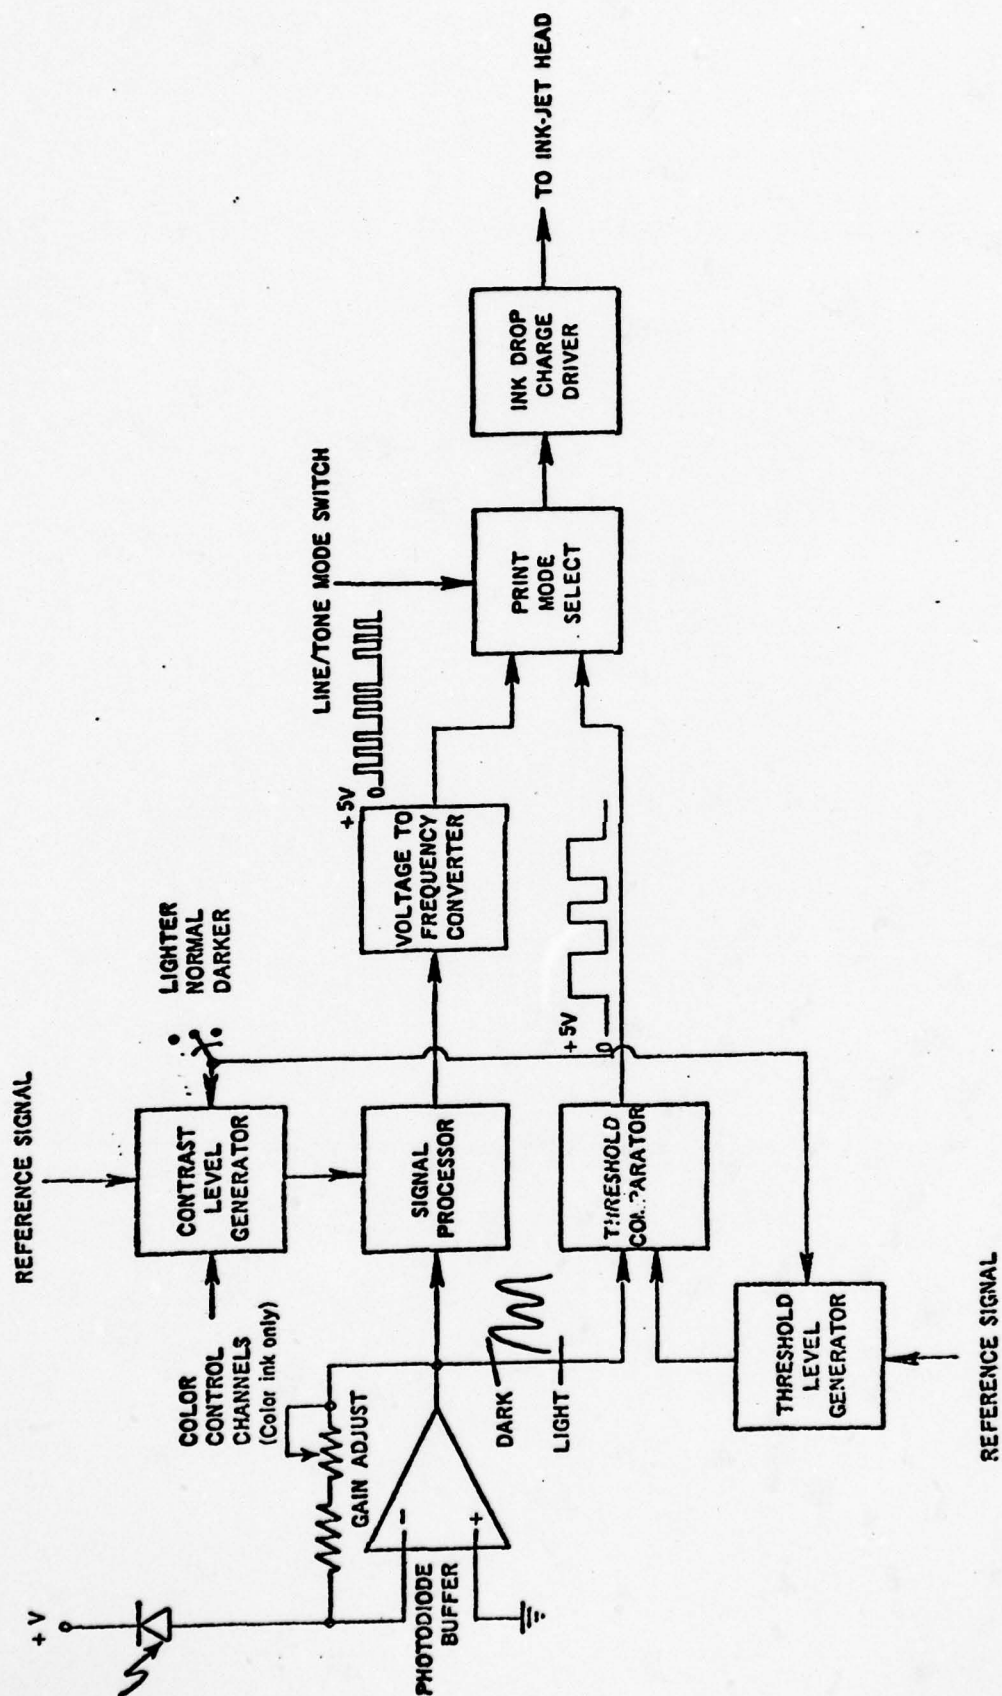 + V
PHOTODIODE
BUFFER
-
+
GAIN ADJUST
DARK
LIGHT
COLOR
CONTROL
CHANNELS
(Color ink only)
REFERENCE SIGNAL
CONTRAST
LEVEL
GENERATOR
LIGHTER
NORMAL
DARKER
SIGNAL
PROCESSOR
THRESHOLD
COMPARATOR
THRESHOLD
LEVEL
GENERATOR
REFERENCE SIGNAL
VOLTAGE TO
FREQUENCY
CONVERTER
+5V
0
+5V
0
LINE/TONE MODE SWITCH
PRINT
MODE
SELECT
INK DROP
CHARGE
DRIVER
TO INK-JET HEAD